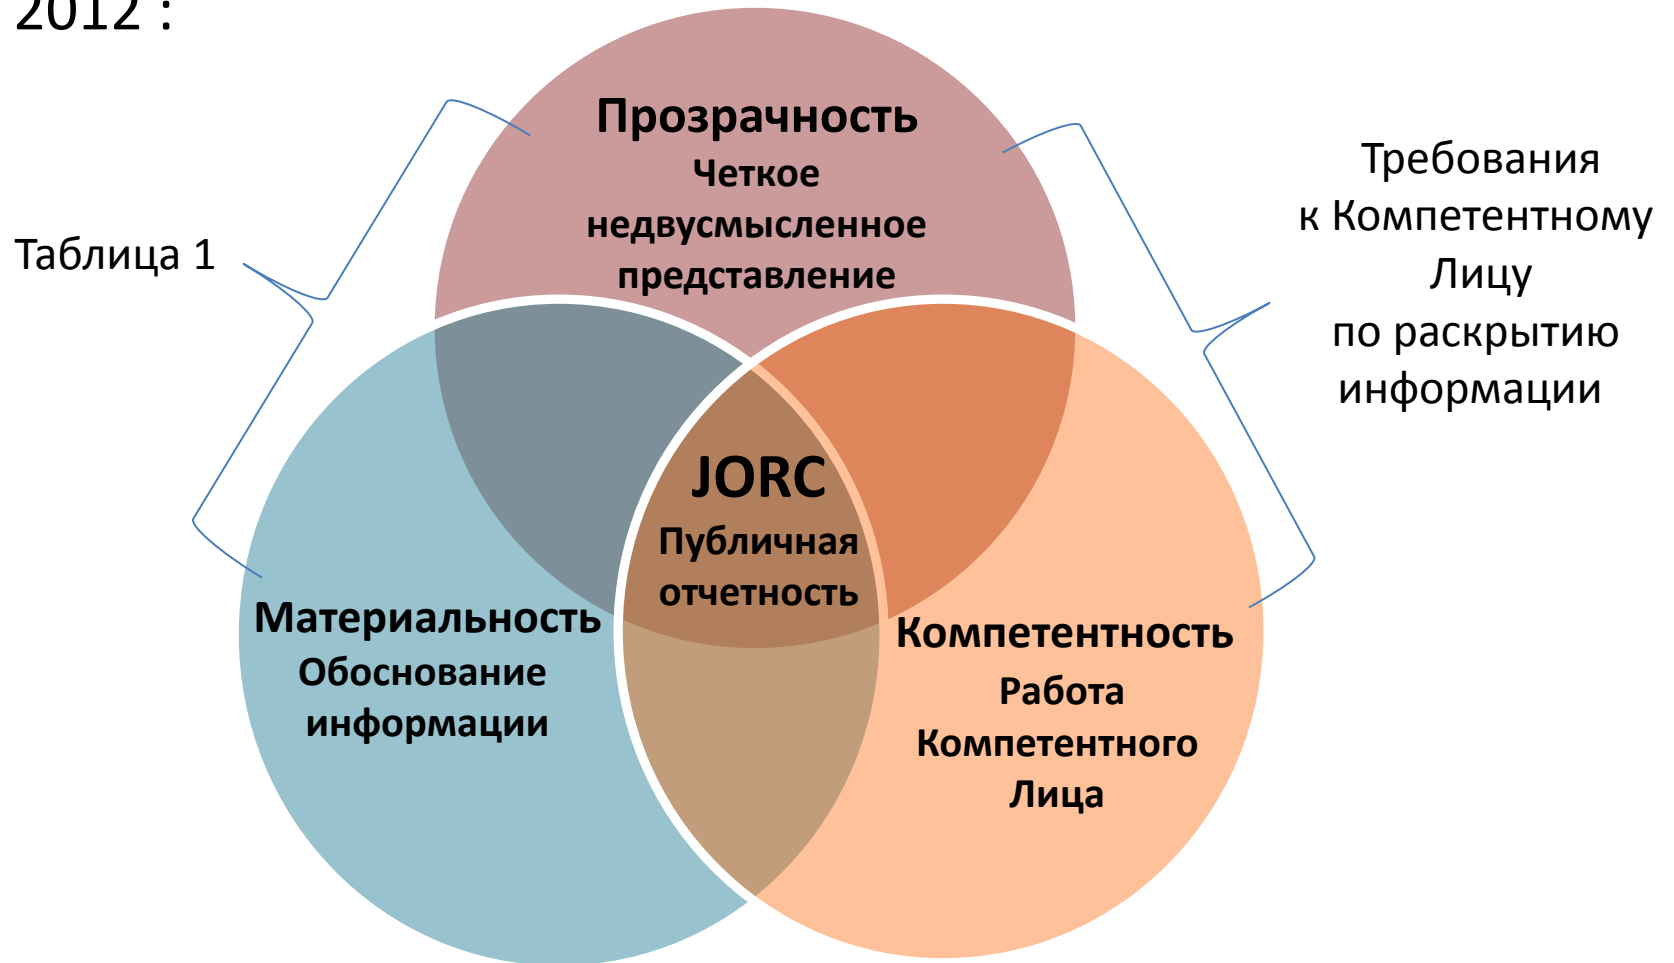 2012 :
Прозрачность
Четкое
недвусмысленное
представление
Таблица 1
Требования
к Компетентному
Лицу
по раскрытию
информации
JORC
Публичная
отчетность
Материальность
Обоснование
информации
Компетентность
Работа
Компетентного
Лица